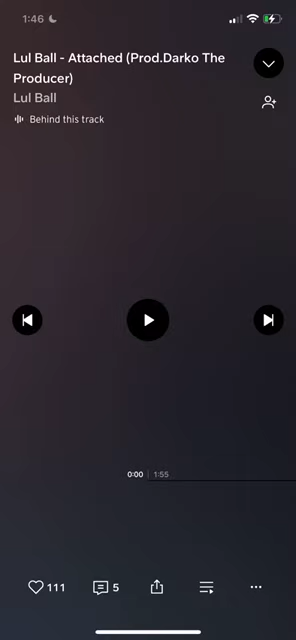 1:46
Lul Ball - Attached (Prod.Darko The
Producer)
Lul Ball
Behind this track
0:00 | 1:55
111
5